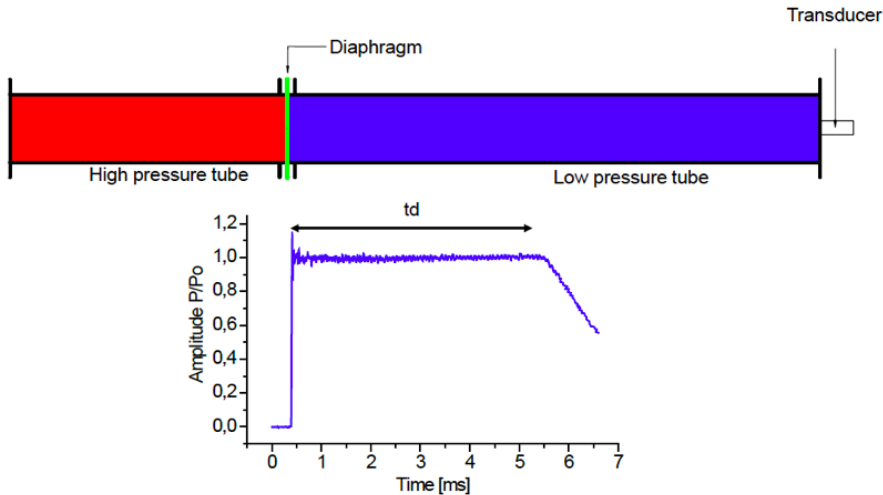 Transducer
Diaphragm
High pressure tube
Low pressure tube
td
1,2
1,0
0,8
0,6
0,4
0,2
0,0
Amplitude P/Po
0 1 2 3 4 5 6 7
Time [ms]